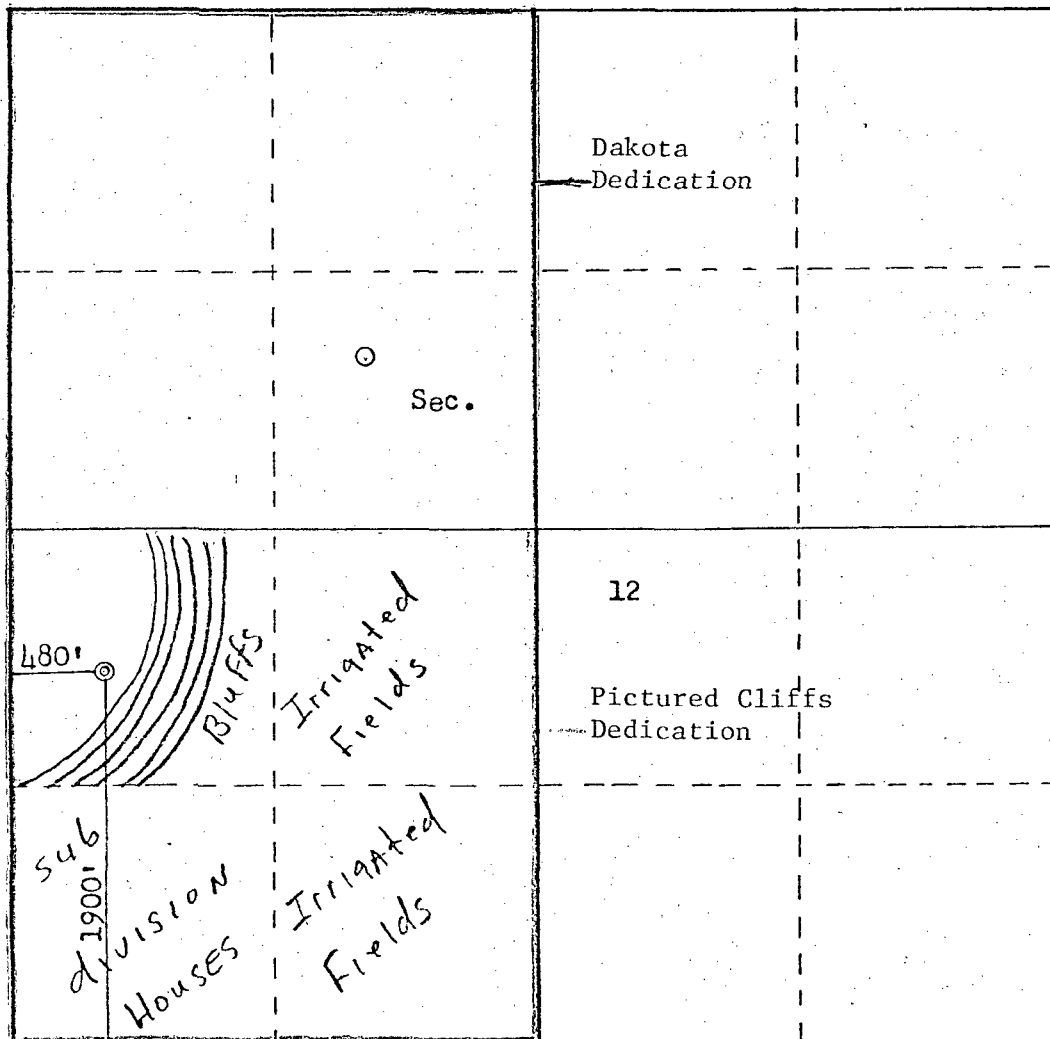 Dakota
Dedication
Sec.
12
480'
Bluffs
Irrigated
Fields
Pictured Cliffs
Dedication
sub
division
Houses
1900'
Irrigated
Fields